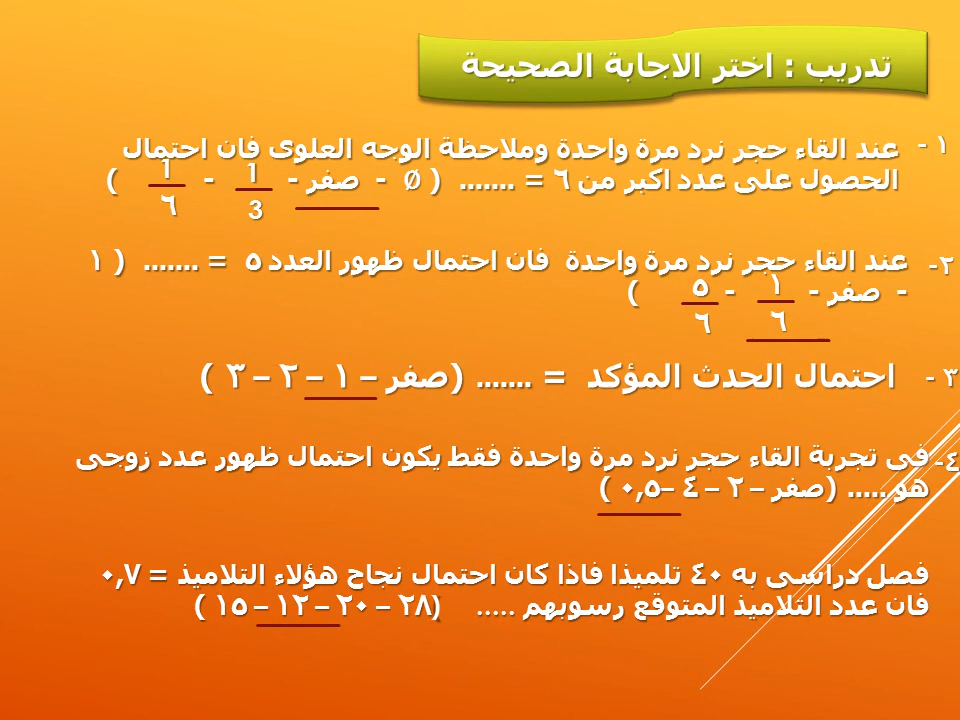 تدريب : اختر الاجابة الصحيحة
١ - عند القاء حجر نرد مرة واحدة وملاحظة الوجه العلوى فان احتمال
الحصول على عدد اكبر من ٦ = ....... ( Ø - صفر - ١/3 - ١/٦ )
٢- عند القاء حجر نرد مرة واحدة فان احتمال ظهور العدد ٥ = ....... ( ١
- صفر - ١/٦ - ٥/٦ )
٣ - احتمال الحدث المؤكد = ....... (صفر – ١ – ٢ – ٣ )
٤- فى تجربة القاء حجر نرد مرة واحدة فقط يكون احتمال ظهور عدد زوجى
هو ..... (صفر – ٢ – ٤ –٠,٥ )
فصل دراسى به ٤٠ تلميذا فاذا كان احتمال نجاح هؤلاء التلاميذ = ٠,٧
فان عدد التلاميذ المتوقع رسوبهم ..... (٢٨ – ٢٠ – ١٢ – ١٥ )